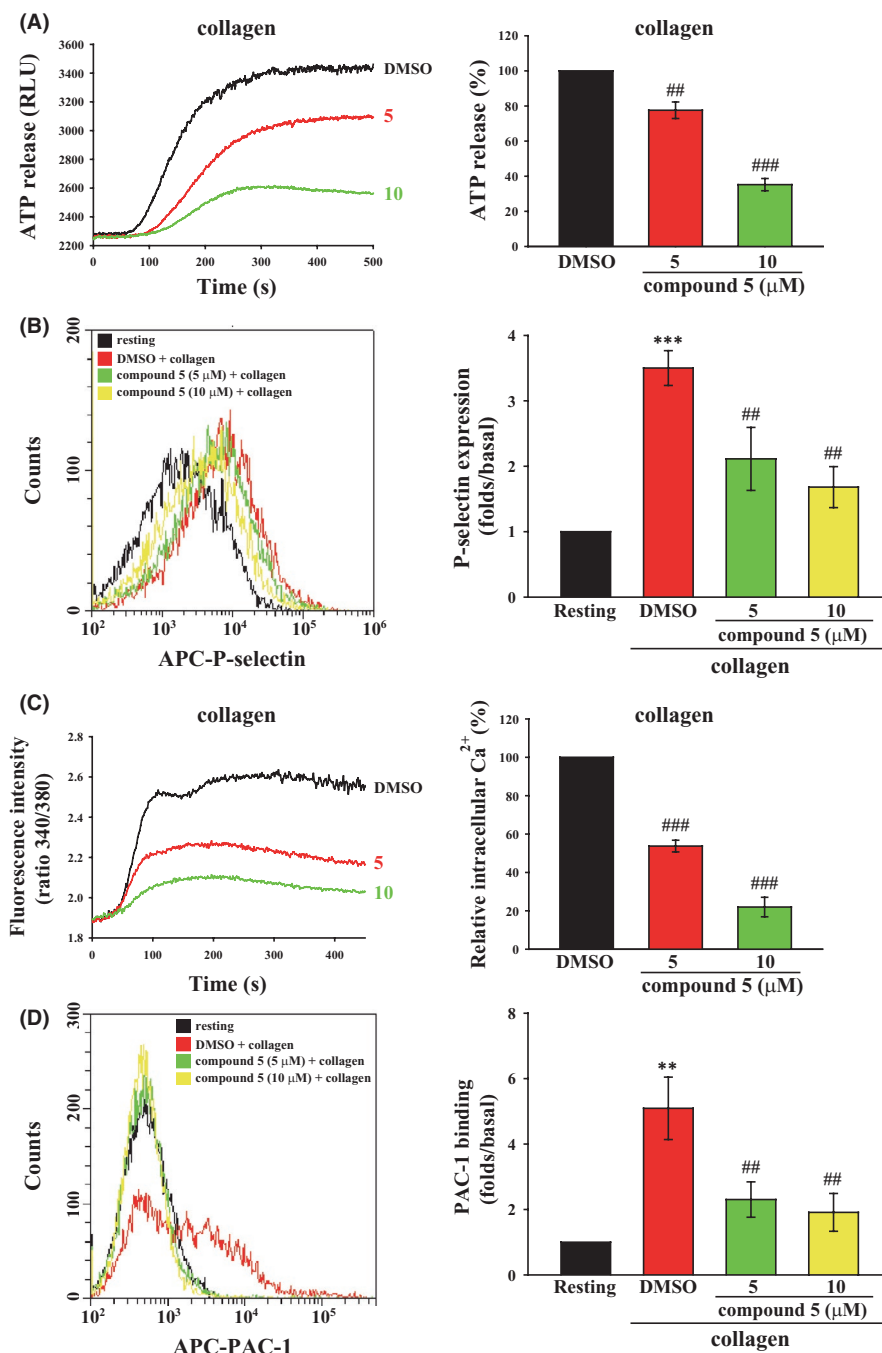 (A)
collagen
ATP release (RLU)
3600
3400
3200
3000
2800
2600
2400
2200
DMSO
5
10
0 100 200 300 400 500
Time (s)
collagen
ATP release (%)
120
100
80
60
40
20
0
##
###
DMSO 5 10
compound 5 (μM)
(B)
Counts
200
100
0
resting
DMSO + collagen
compound 5 (5 μM) + collagen
compound 5 (10 μM) + collagen
10² 10³ 10⁴ 10⁵ 10⁶
APC-P-selectin
P-selectin expression
(folds/basal)
4
3
2
1
0
***
##
##
Resting DMSO 5 10
compound 5 (μM)
collagen
(C)
collagen
Fluorescence intensity
(ratio 340/380)
2.8
2.6
2.4
2.2
2.0
1.8
DMSO
5
10
0 100 200 300 400
Time (s)
collagen
Relative intracellular Ca²⁺ (%)
120
100
80
60
40
20
0
###
###
DMSO 5 10
compound 5 (μM)
(D)
Counts
300
200
100
0
resting
DMSO + collagen
compound 5 (5 μM) + collagen
compound 5 (10 μM) + collagen
10² 10³ 10⁴ 10⁵
APC-PAC-1
PAC-1 binding
(folds/basal)
8
6
4
2
0
**
##
##
Resting DMSO 5 10
compound 5 (μM)
collagen